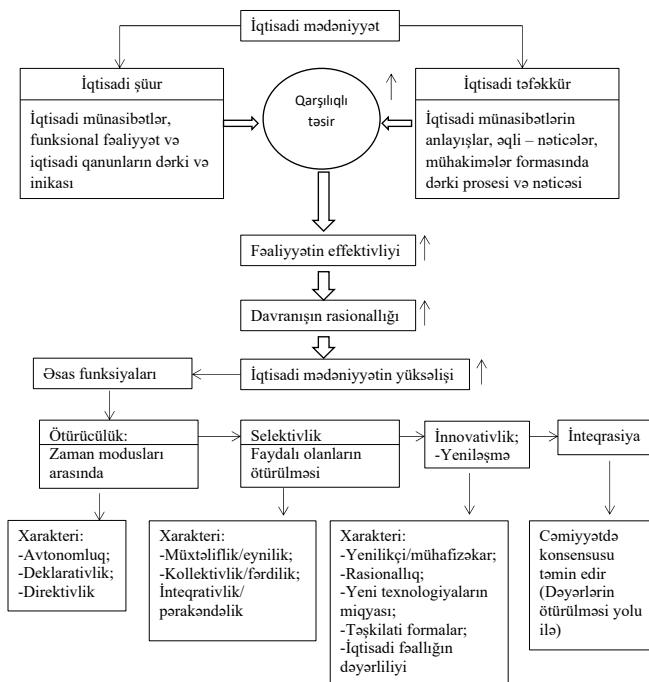 İqtisadi mədəniyyət
İqtisadi şüur
İqtisadi münasibətlər,
funksional fəaliyyət və
iqtisadi qanunların dərki və
inikası
Qarşılıqlı
təsir
İqtisadi təfəkkür
İqtisadi münasibətlərin
anlayışlar, əqli – nəticələr,
mühakimələr formasında
dərki prosesi və nəticəsi
Fəaliyyətin effektivliyi
Davranışın rasionallığı
Əsas funksiyaları
İqtisadi mədəniyyətin yüksəlişi
Ötürücülük:
Zaman modusları
arasında
Selektivlik
Faydalı olanların
ötürülməsi
İnnovativlik;
-Yeniləşmə
İnteqrasiya
Xarakteri:
-Avtonomluq;
-Deklarativlik;
-Direktivlik
Xarakteri:
-Müxtəliflik/eynilik;
-Kollektivlik/fərdilik;
İnteqrativlik/
pərakəndəlik
Xarakteri:
-Yenilikçi/mühafizəkar;
-Rasionallıq;
-Yeni texnologiyaların
miqyası;
-Təşkilati formalar;
-İqtisadi fəallığın
dəyərliliyi
Cəmiyyətdə
konsensusu
təmin edir
(Dəyərlərin
ötürülməsi yolu
ilə)